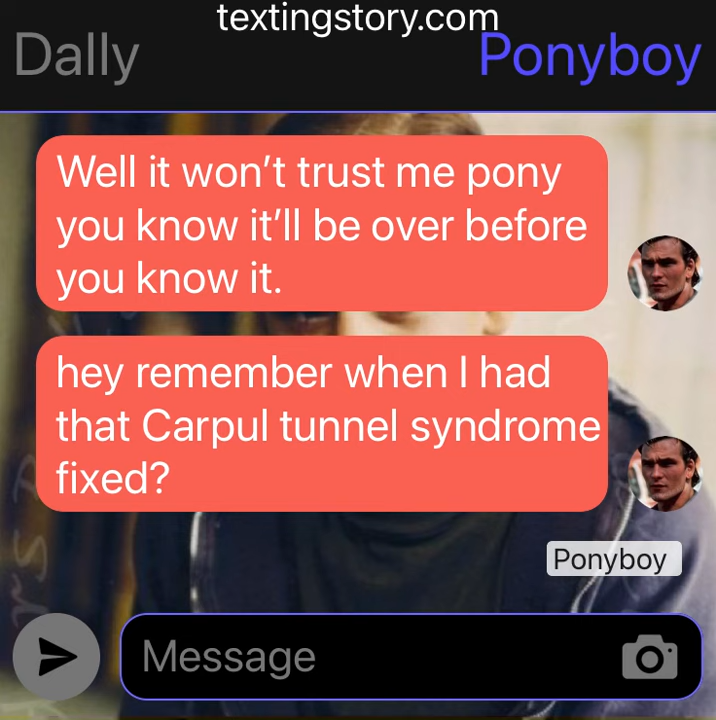 textingstory.com
Dally
Ponyboy
Well it won't trust me pony
you know it'll be over before
you know it.
hey remember when I had
that Carpul tunnel syndrome
fixed?
Ponyboy
Message